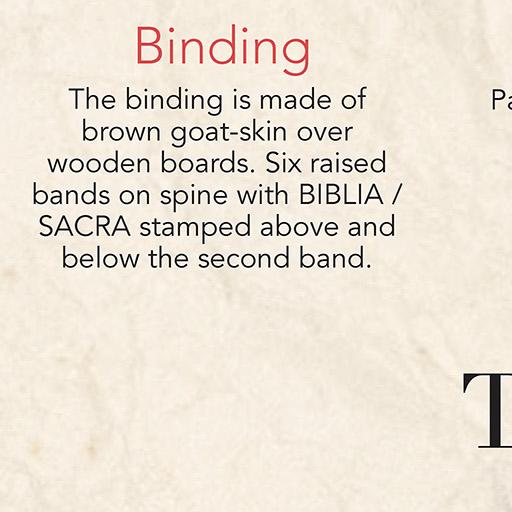 Binding
The binding is made of
brown goat-skin over
wooden boards. Six raised
bands on spine with BIBLIA /
SACRA stamped above and
below the second band.
Pa
T